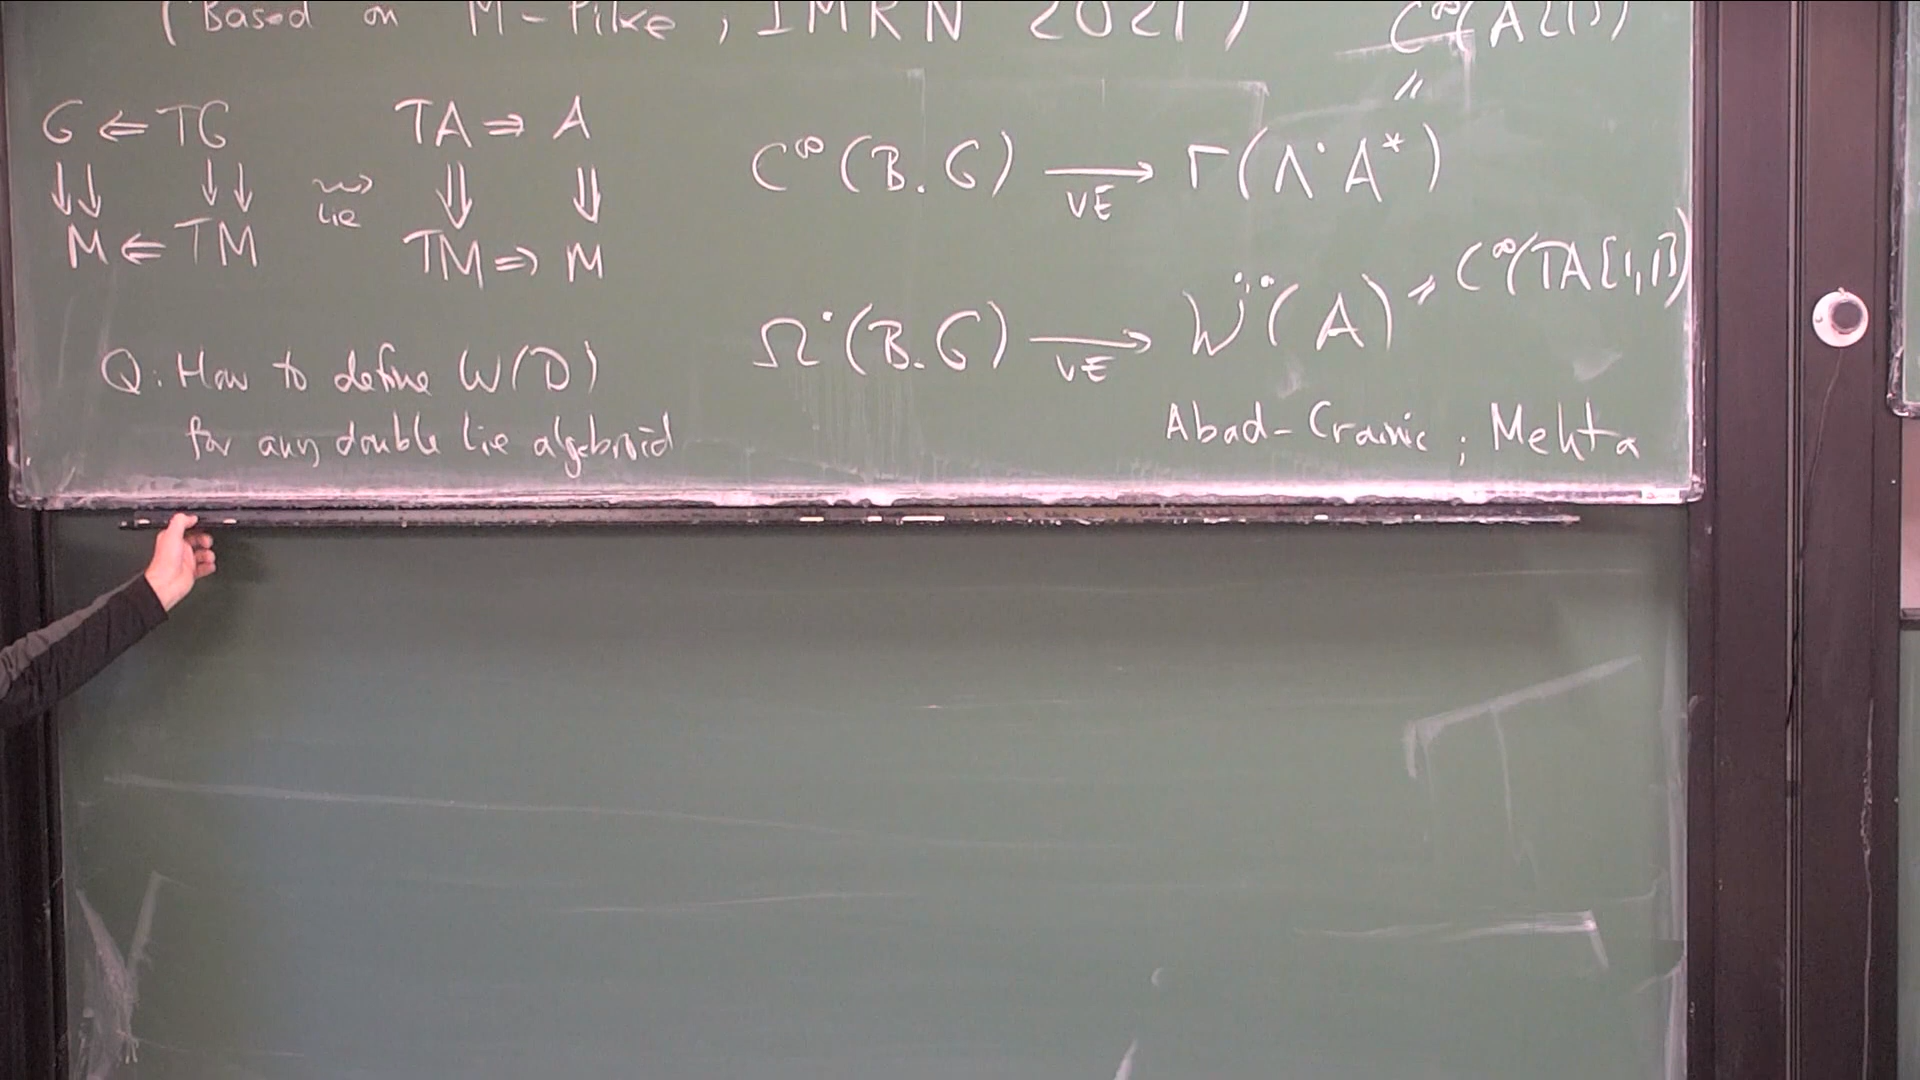 (Based on M-Pike, IMRN 2021) C^∞(A[1])
G ⇐ TG TA ⇒ A
↓↓ ↓↓ ⇝ Lie ⇓ ⇓
M ⇐ TM TM ⇒ M
Q: How to define W(D)
for any double Lie algebroid
=
C^∞(B.G) →VE Γ(Λ^•A*)
Ω^•(B.G) →VE W^{•,•}(A) = C^∞(TA[1,1])
Abad-Crainic; Mehta